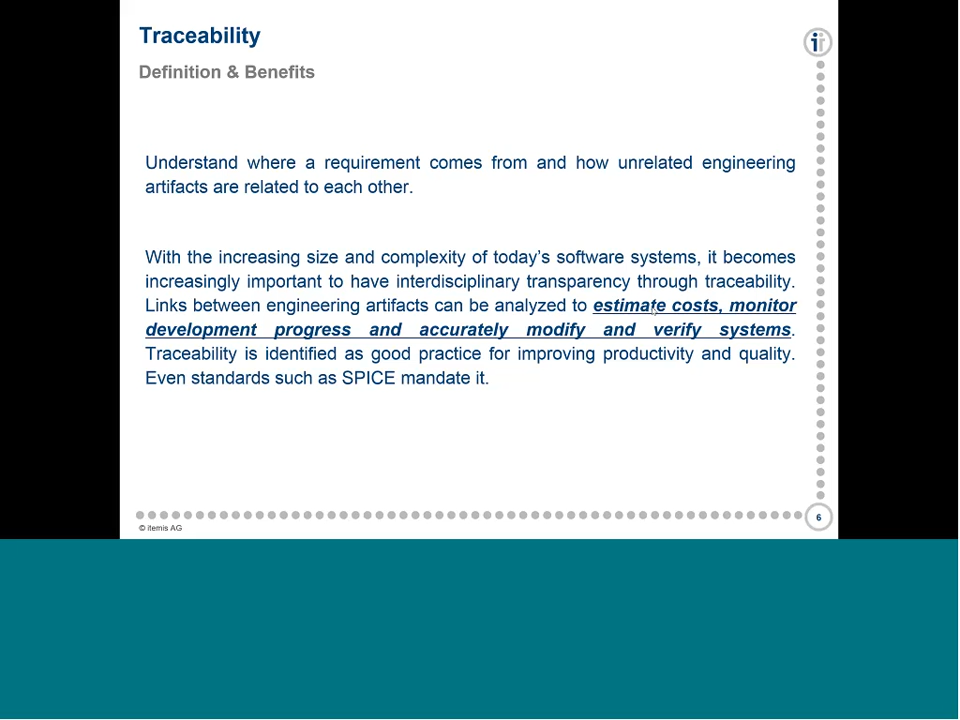 Traceability
Definition & Benefits
Understand where a requirement comes from and how unrelated engineering
artifacts are related to each other.
With the increasing size and complexity of today's software systems, it becomes
increasingly important to have interdisciplinary transparency through traceability.
Links between engineering artifacts can be analyzed to estimate costs, monitor
development progress and accurately modify and verify systems.
Traceability is identified as good practice for improving productivity and quality.
Even standards such as SPICE mandate it.
© itemis AG
6